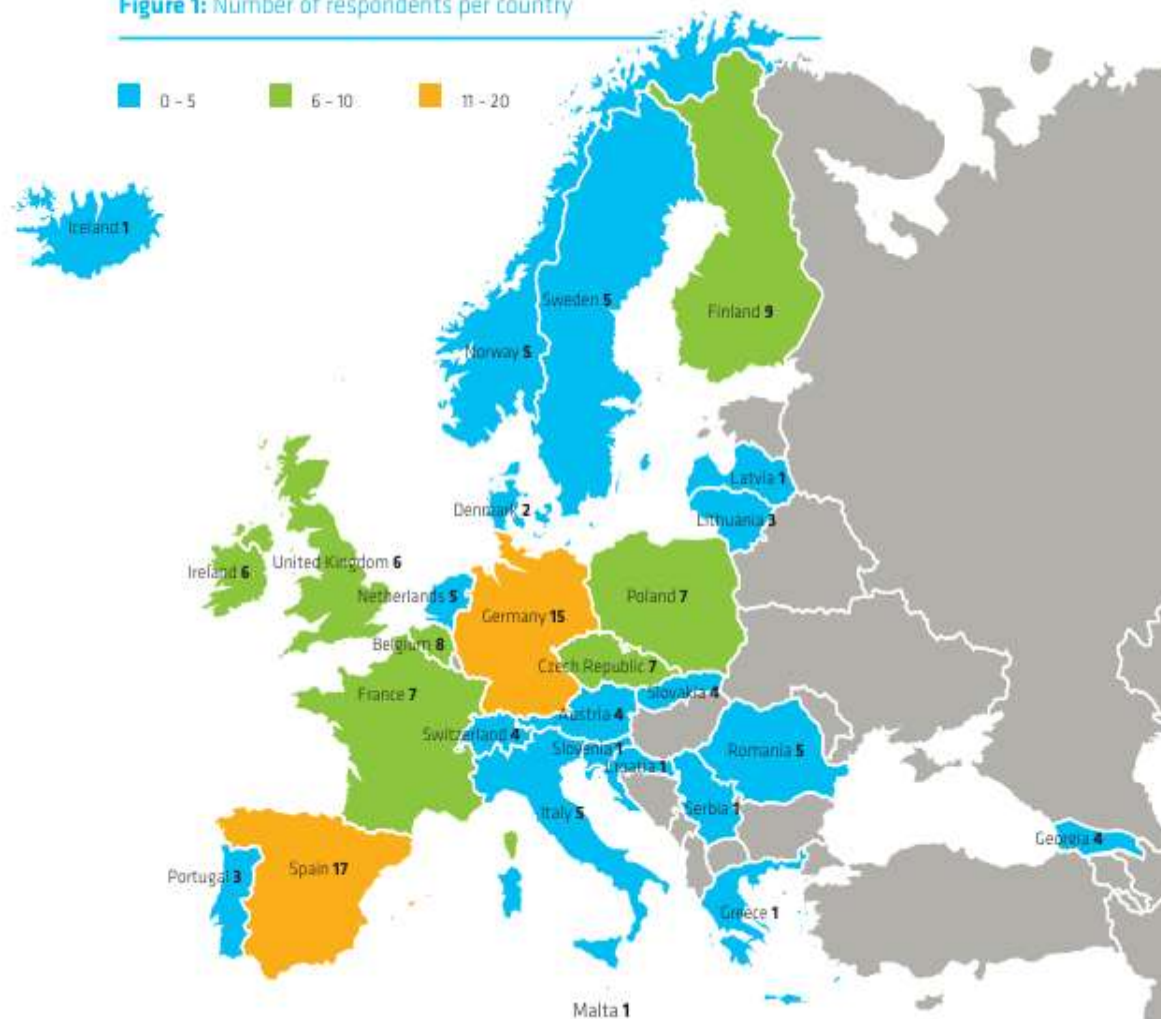 Figure 1: Number of respondents per country
0 - 5
6 - 10
11 - 20
Iceland 1
Sweden 5
Finland 9
Norway 5
Latvia 1
Denmark 2
Lithuania 3
United Kingdom 6
Ireland 6
Netherlands 5
Poland 7
Germany 15
Belgium 8
Czech Republic 7
France 7
Slovakia 4
Austria 4
Switzerland 4
Slovenia 1
Romania 5
Croatia 1
Serbia 1
Italy 5
Georgia 4
Spain 17
Portugal 3
Greece 1
Malta 1